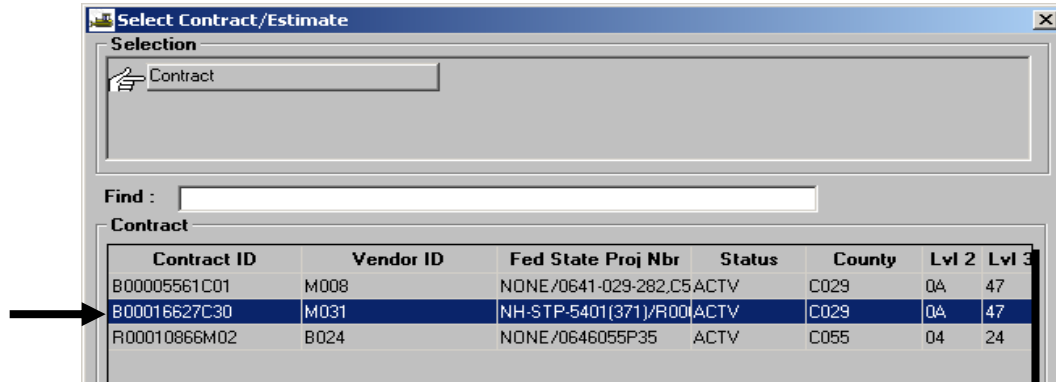 Select Contract/Estimate
Selection
Contract
Find :
Contract
Contract ID Vendor ID Fed State Proj Nbr Status County Lvl 2 Lvl 3
B00005561C01 M008 NONE/0641-029-282,C5 ACTV C029 0A 47
B00016627C30 M031 NH-STP-5401(371)/R00 ACTV C029 0A 47
R00010866M02 B024 NONE/0646055P35 ACTV C055 04 24